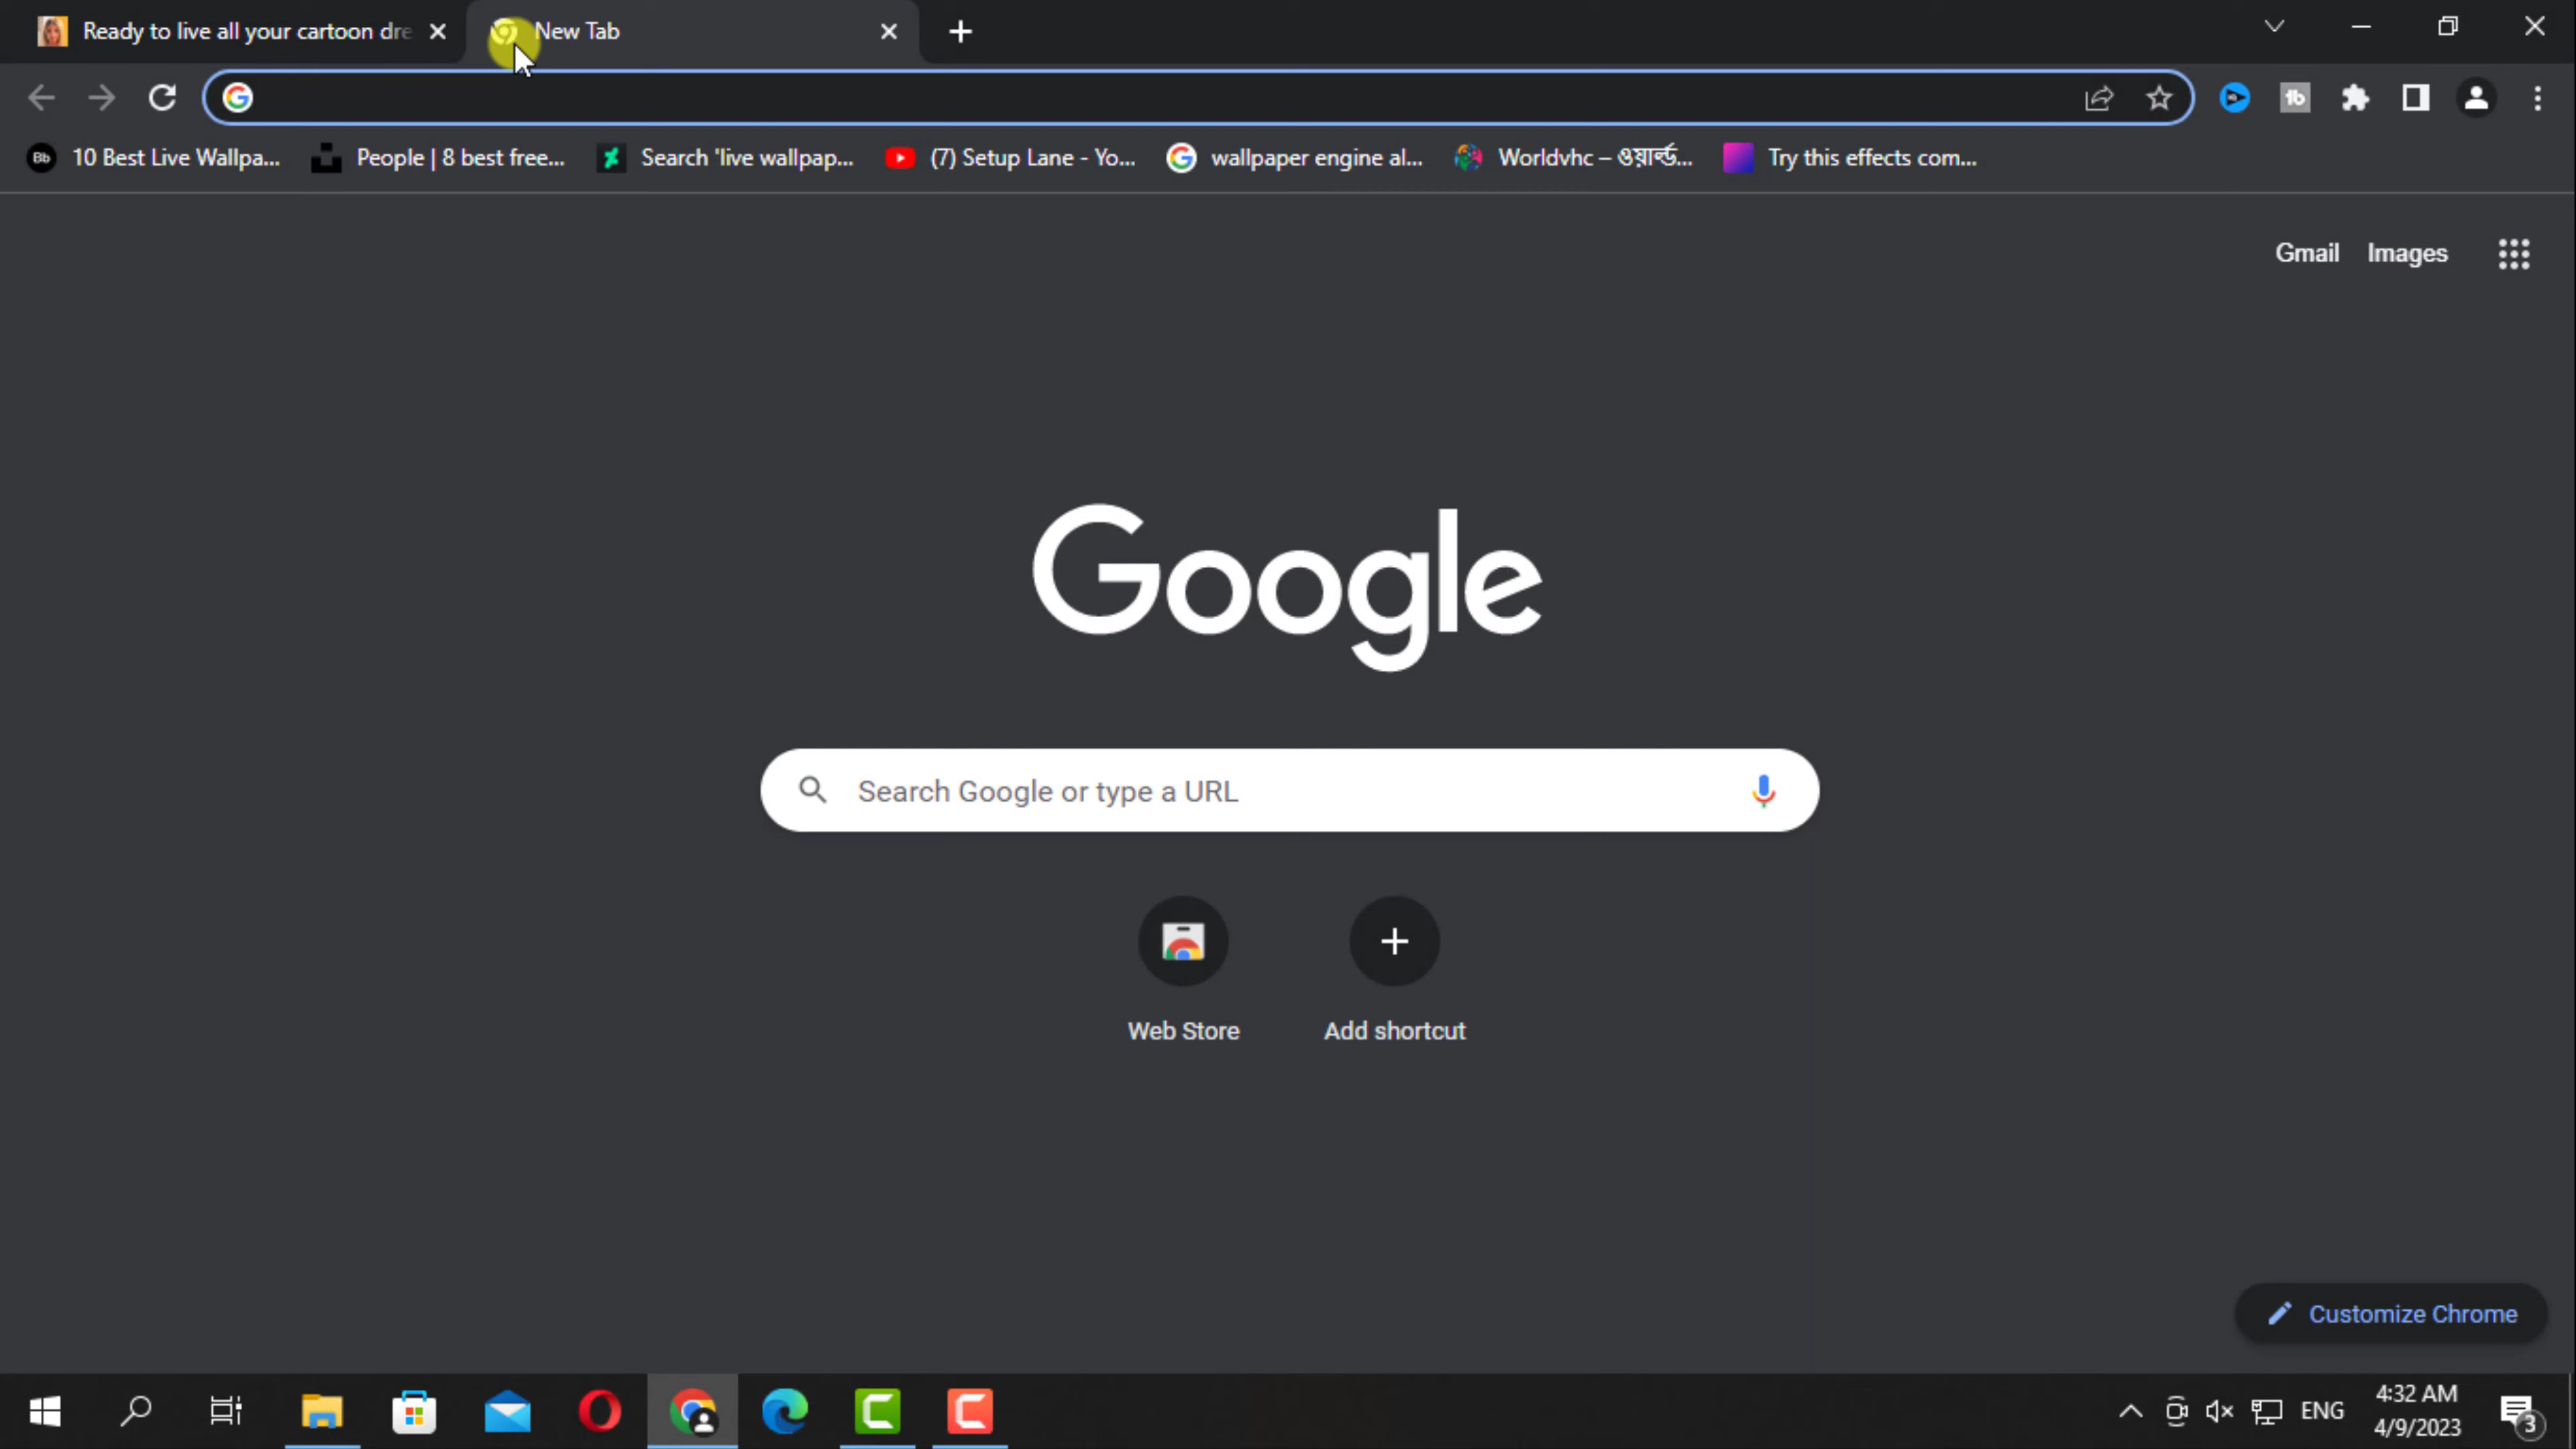 Ready to live all your cartoon dre
New Tab
10 Best Live Wallpa...
People | 8 best free...
Search 'live wallpap...
(7) Setup Lane - Yo...
wallpaper engine al...
Worldvhc – ওয়ার্ল্ড...
Try this effects com...
Gmail
Images
Google
Search Google or type a URL
Web Store
Add shortcut
Customize Chrome
ENG
4:32 AM
4/9/2023
3